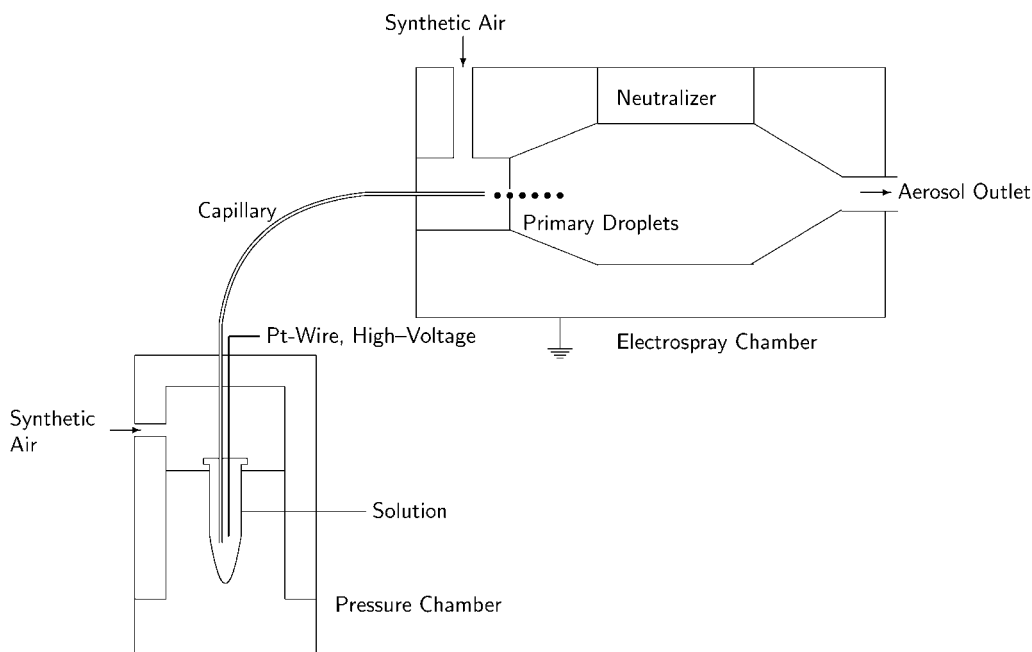 Synthetic Air
Neutralizer
Aerosol Outlet
Capillary
Primary Droplets
Pt-Wire, High–Voltage
Electrospray Chamber
Synthetic
Air
Solution
Pressure Chamber